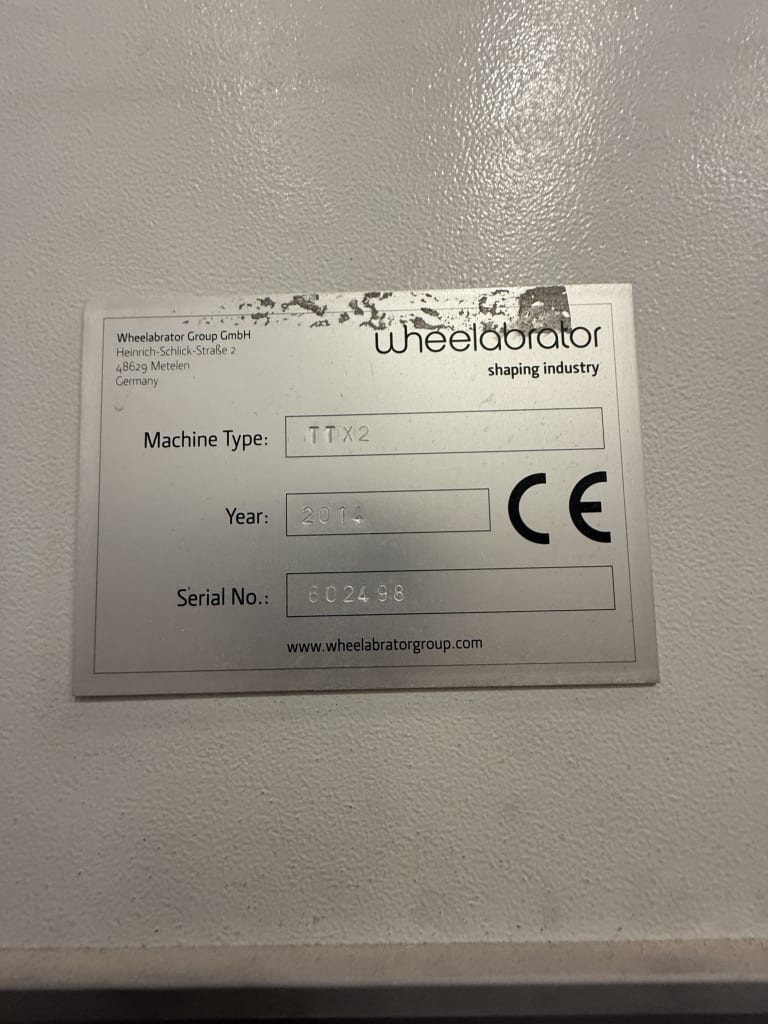 Wheelabrator Group GmbH
Heinrich-Schlick-Straße 2
48629 Metelen
Germany
wheelabrator
shaping industry
Machine Type: TTX2
Year: 2014
CE
Serial No.: 602498
www.wheelabratorgroup.com